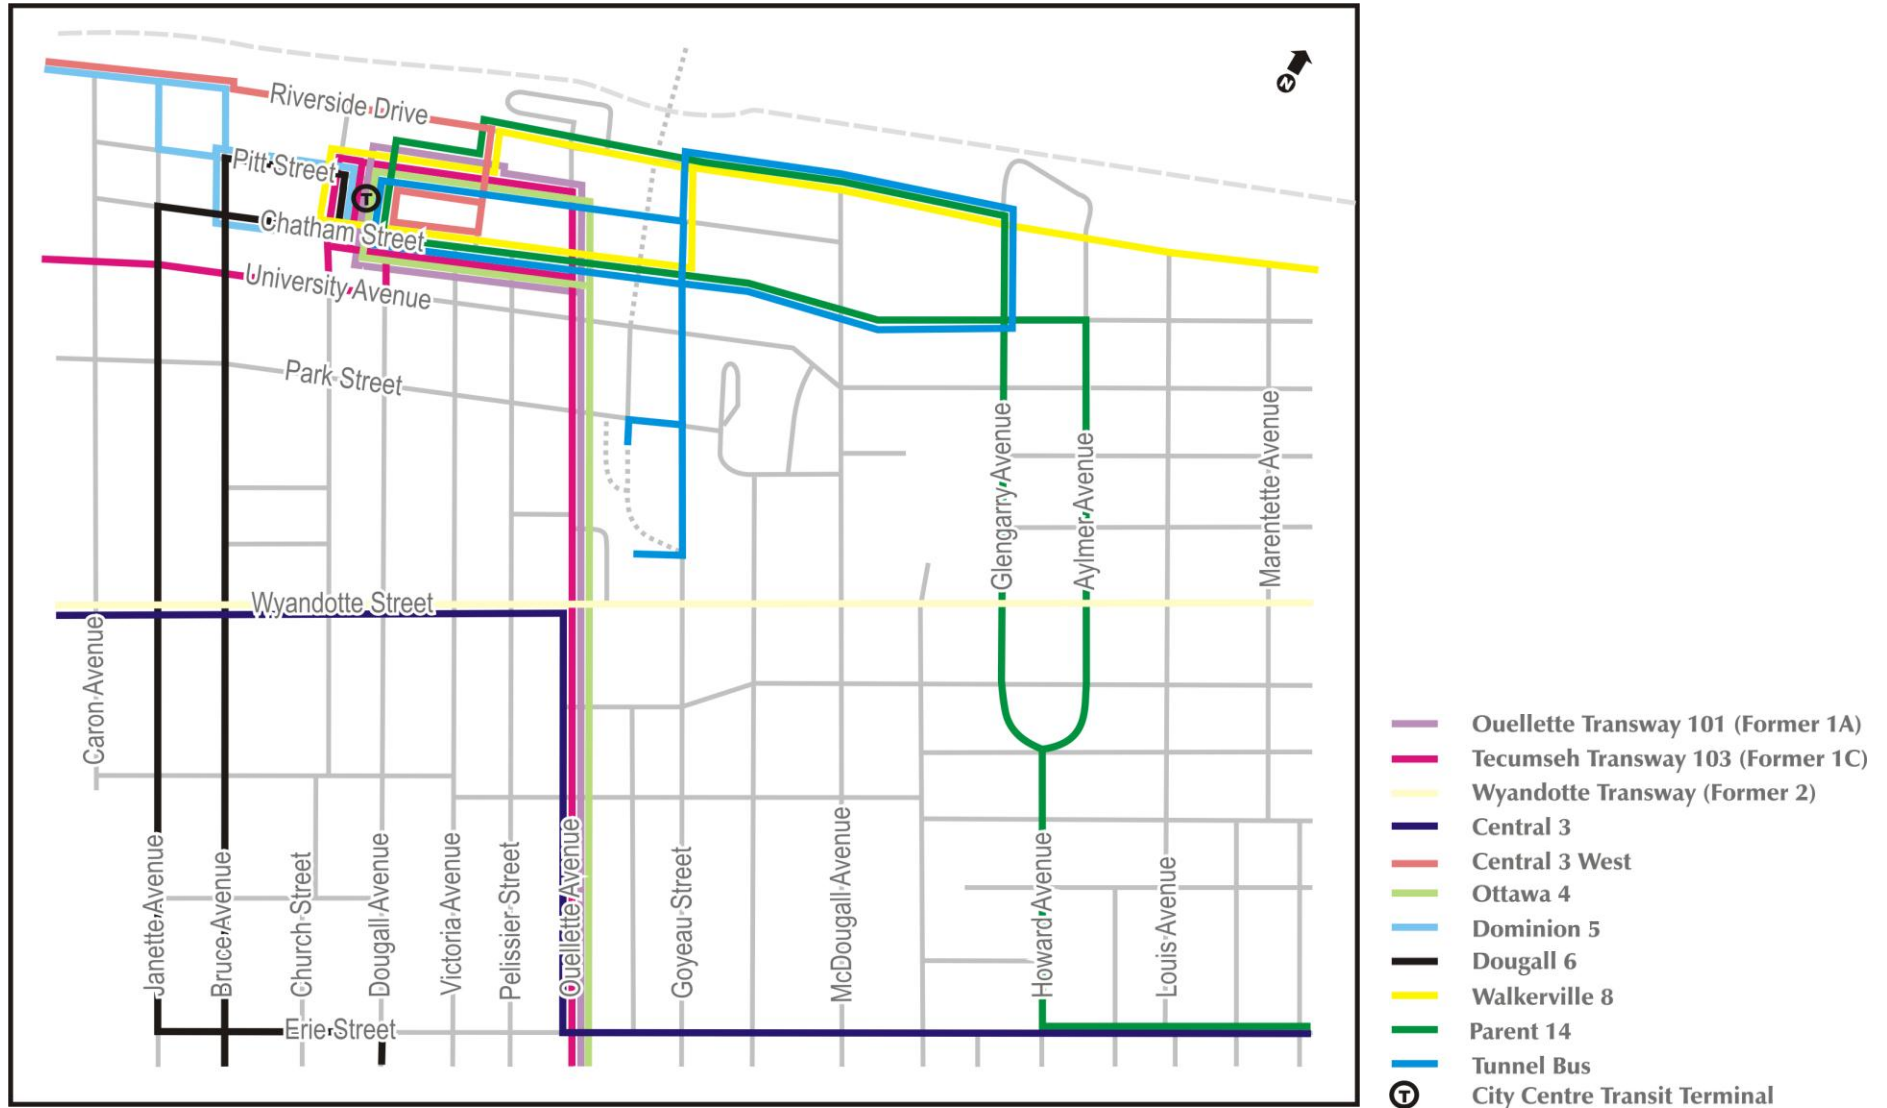 N
Riverside Drive
Pitt Street
T
Chatham Street
University Avenue
Park Street
Wyandotte Street
Caron Avenue
Glengarry Avenue
Aylmer Avenue
Marentette Avenue
Janette Avenue
Bruce Avenue
Church Street
Dougall Avenue
Victoria Avenue
Pelissier Street
Ouellette Avenue
Goyeau Street
McDougall Avenue
Howard Avenue
Louis Avenue
Erie Street
Ouellette Transway 101 (Former 1A)
Tecumseh Transway 103 (Former 1C)
Wyandotte Transway (Former 2)
Central 3
Central 3 West
Ottawa 4
Dominion 5
Dougall 6
Walkerville 8
Parent 14
Tunnel Bus
T City Centre Transit Terminal